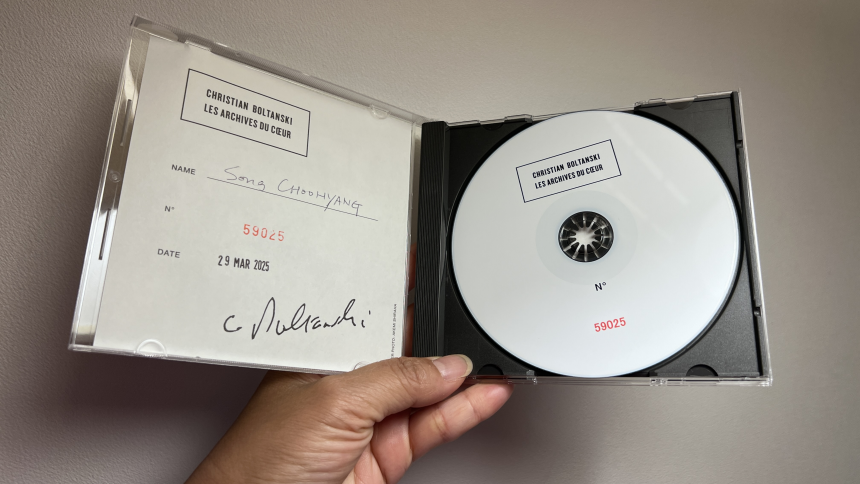 CHRISTIAN BOLTANSKI
LES ARCHIVES DU CŒUR
NAME Song CHOOHYANG
N° 59025
DATE 29 MAR 2025
C Boltanski
CHRISTIAN BOLTANSKI
LES ARCHIVES DU CŒUR
N°
59025